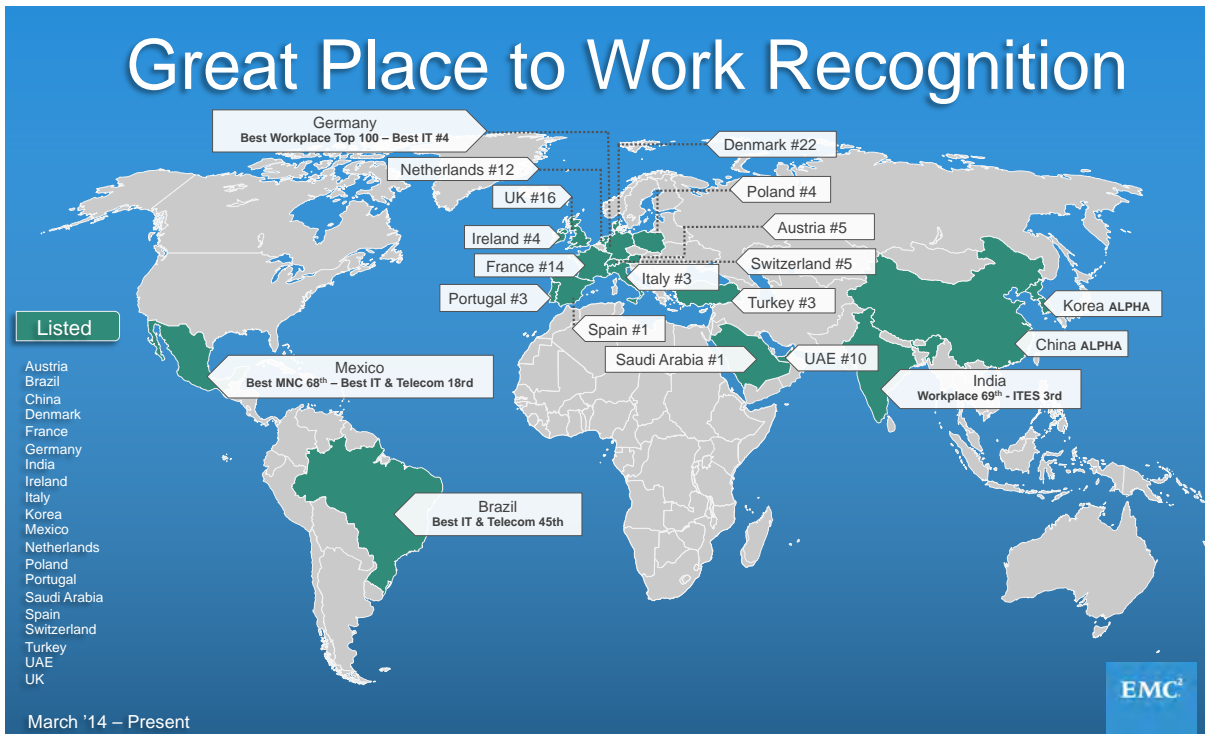 Great Place to Work Recognition
Germany
Best Workplace Top 100 – Best IT #4
Denmark #22
Netherlands #12
Poland #4
UK #16
Austria #5
Ireland #4
Switzerland #5
France #14
Italy #3
Portugal #3
Turkey #3
Korea ALPHA
Spain #1
China ALPHA
Saudi Arabia #1
UAE #10
Mexico
Best MNC 68th – Best IT & Telecom 18rd
India
Workplace 69th - ITES 3rd
Brazil
Best IT & Telecom 45th
Listed
Austria
Brazil
China
Denmark
France
Germany
India
Ireland
Italy
Korea
Mexico
Netherlands
Poland
Portugal
Saudi Arabia
Spain
Switzerland
Turkey
UAE
UK
March '14 – Present
EMC²